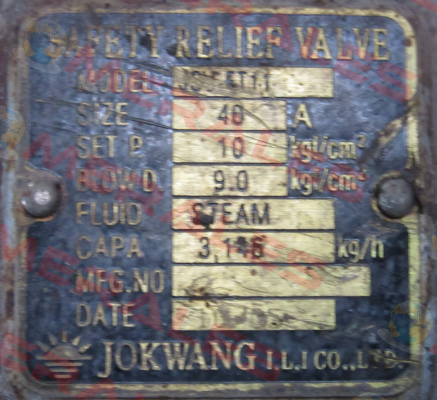 SAFETY RELIEF VALVE
MODEL
SIZE 40 A
SET P. 10 kgf/cm²
BLOW D. 9.0 kgf/cm²
FLUID STEAM
CAPA 3,146 kg/h
MFG.NO
DATE
JOKWANG I.L.I CO.,LTD.